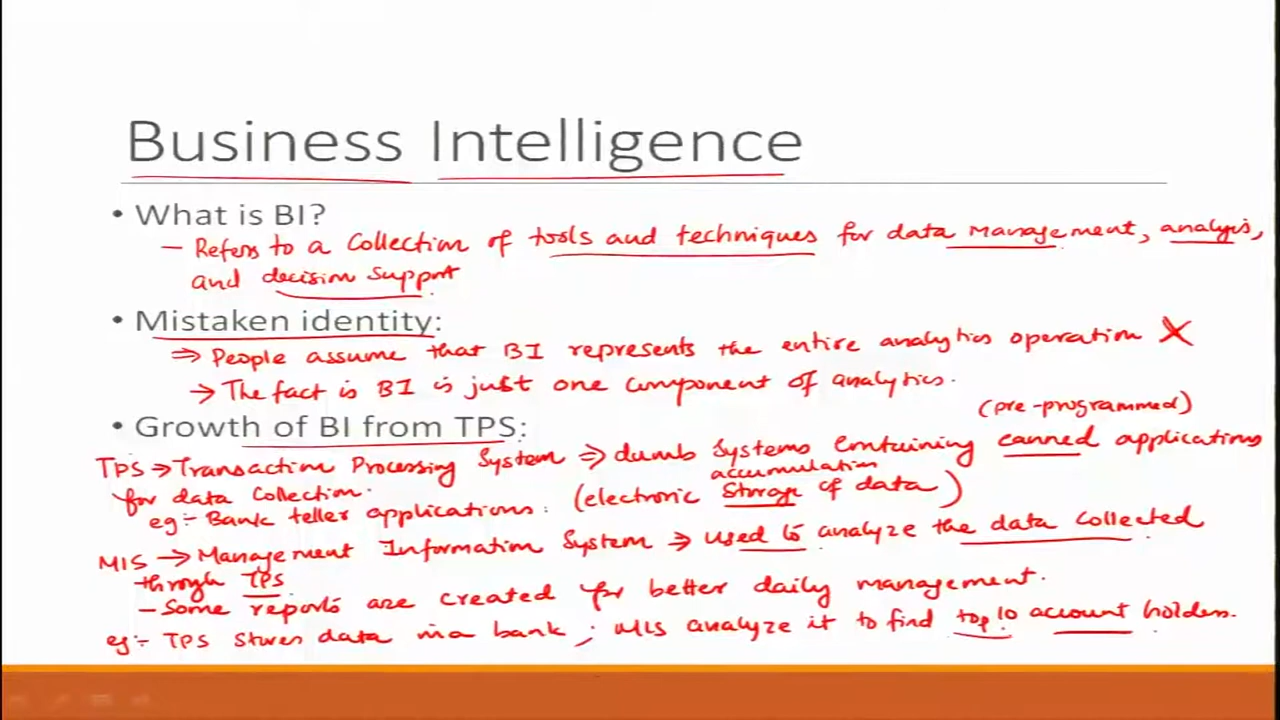 Business Intelligence
• What is BI?
– Refers to a Collection of tools and techniques for data management, analysis,
and decision support.
• Mistaken identity:
⇒ People assume that BI represents the entire analytics operation X
→ The fact is BI is just one component of analytics.
• Growth of BI from TPS:
(pre-programmed)
TPS ⇒ Transaction Processing System ⇒ dumb systems containing canned applications
for data collection.
accumulation
(electronic storage of data)
eg:- Bank teller applications.
MIS → Management Information System ⇒ used to analyze the data collected
through TPS
– Some reports are created for better daily management.
eg:- TPS stores data in a bank ; MIS analyze it to find top 10 account holders.